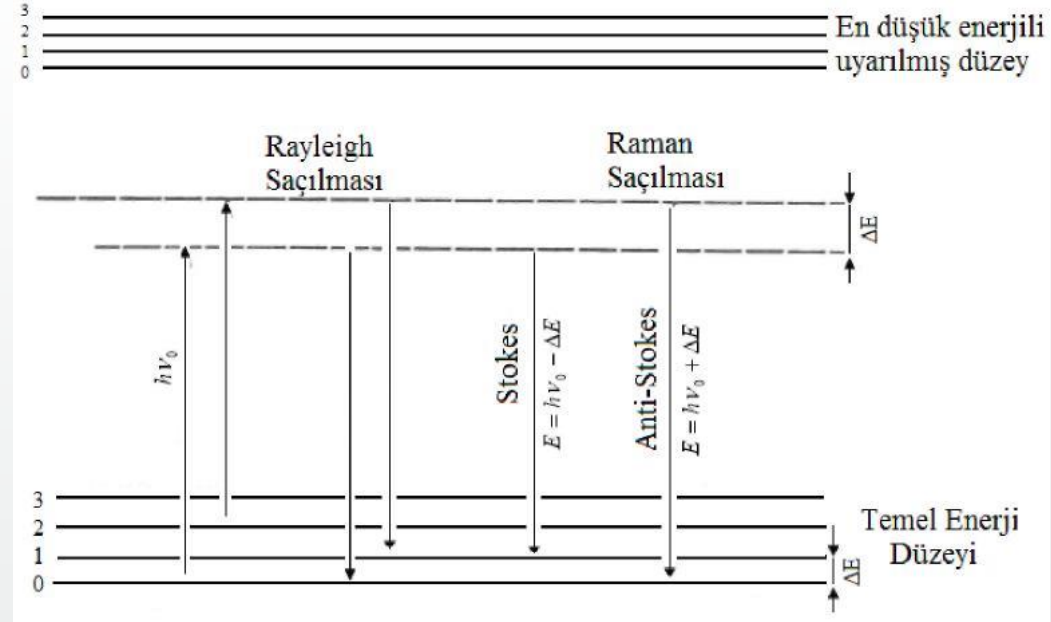 3
2
1
0
En düşük enerjili
uyarılmış düzey
Rayleigh
Saçılması
Raman
Saçılması
ΔE
hν₀
Stokes
E = hν₀ − ΔE
Anti-Stokes
E = hν₀ + ΔE
3
2
1
0
Temel Enerji
Düzeyi
ΔE